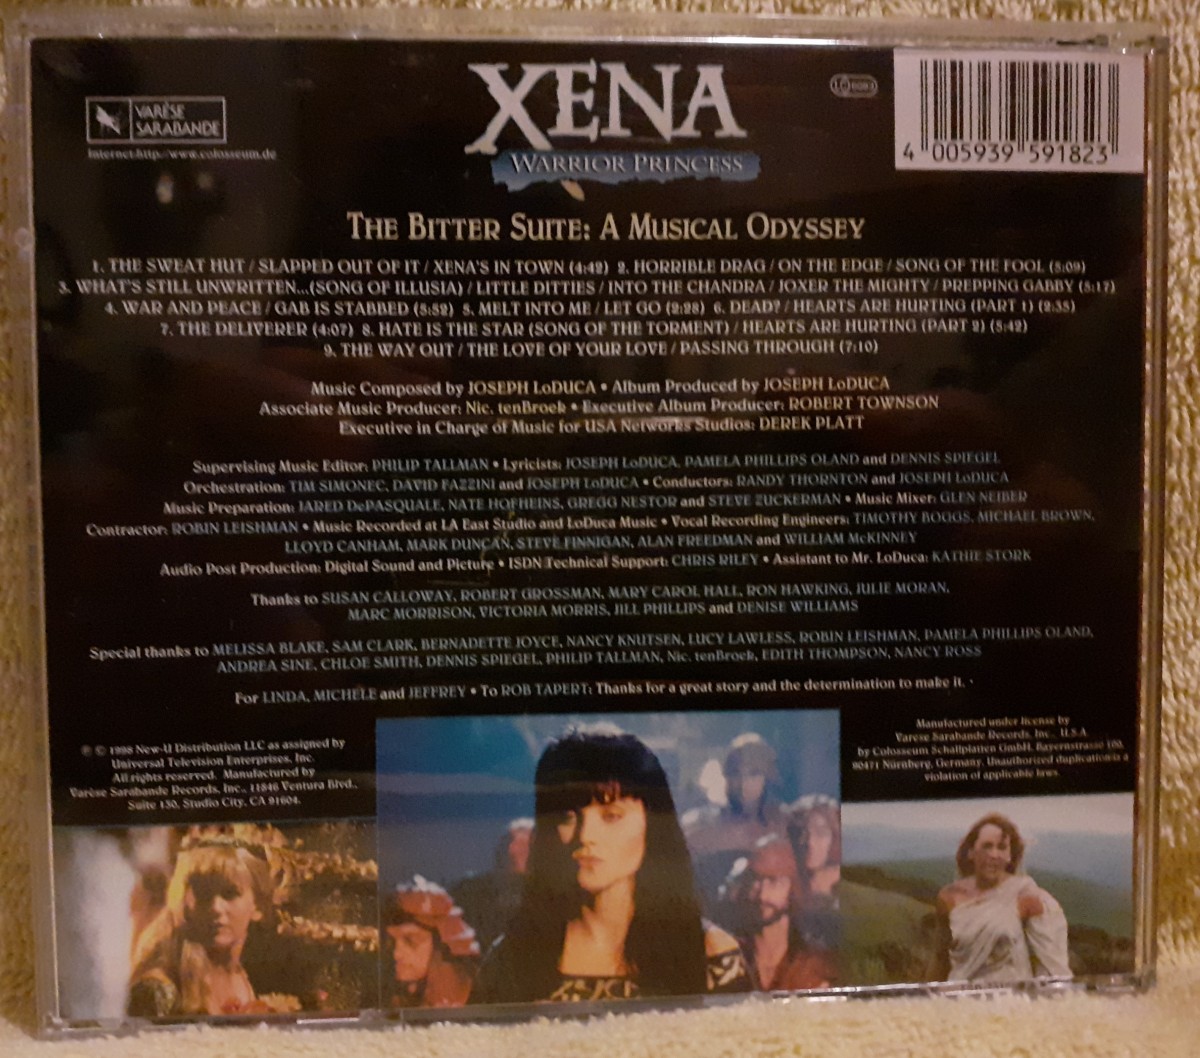 VARÈSE
SARABANDE
Internet:http://www.colosseum.de
XENA
WARRIOR PRINCESS
4 005939 591823
THE BITTER SUITE: A MUSICAL ODYSSEY
1. THE SWEAT HUT / SLAPPED OUT OF IT / XENA'S IN TOWN (4:42) 2. HORRIBLE DRAG / ON THE EDGE / SONG OF THE FOOL (5:09)
3. WHAT'S STILL UNWRITTEN...(SONG OF ILLUSIA) / LITTLE DITTIES / INTO THE CHANDRA / JOXER THE MIGHTY / PREPPING GABBY (5:17)
4. WAR AND PEACE / GAB IS STABBED (5:52) 5. MELT INTO ME / LET GO (2:28) 6. DEAD? / HEARTS ARE HURTING (PART 1) (2:35)
7. THE DELIVERER (4:07) 8. HATE IS THE STAR (SONG OF THE TORMENT) / HEARTS ARE HURTING (PART 2) (5:42)
9. THE WAY OUT / THE LOVE OF YOUR LOVE / PASSING THROUGH (7:10)
Music Composed by JOSEPH LoDUCA • Album Produced by JOSEPH LoDUCA
Associate Music Producer: Nic. tenBroek • Executive Album Producer: ROBERT TOWNSON
Executive in Charge of Music for USA Networks Studios: DEREK PLATT
Supervising Music Editor: PHILIP TALLMAN • Lyricists: JOSEPH LoDUCA, PAMELA PHILLIPS OLAND and DENNIS SPIEGEL
Orchestration: TIM SIMONEC, DAVID FAZZINI and JOSEPH LoDUCA • Conductors: RANDY THORNTON and JOSEPH LoDUCA
Music Preparation: JARED DePASQUALE, NATE HOFHEINS, GREGG NESTOR and STEVE ZUCKERMAN • Music Mixer: GLEN NEIBER
Contractor: ROBIN LEISHMAN • Music Recorded at LA East Studio and LoDuca Music • Vocal Recording Engineers: TIMOTHY BOGGS, MICHAEL BROWN,
LLOYD CANHAM, MARK DUNCAN, STEVE FINNIGAN, ALAN FREEDMAN and WILLIAM McKINNEY
Audio Post Production: Digital Sound and Picture • ISDN Technical Support: CHRIS RILEY • Assistant to Mr. LoDuca: KATHIE STORK
Thanks to SUSAN CALLOWAY, ROBERT GROSSMAN, MARY CAROL HALL, RON HAWKING, JULIE MORAN,
MARC MORRISON, VICTORIA MORRIS, JILL PHILLIPS and DENISE WILLIAMS
Special thanks to MELISSA BLAKE, SAM CLARK, BERNADETTE JOYCE, NANCY KNUTSEN, LUCY LAWLESS, ROBIN LEISHMAN, PAMELA PHILLIPS OLAND,
ANDREA SINE, CHLOE SMITH, DENNIS SPIEGEL, PHILIP TALLMAN, Nic. tenBroek, EDITH THOMPSON, NANCY ROSS
For LINDA, MICHELE and JEFFREY • To ROB TAPERT: Thanks for a great story and the determination to make it.
℗ © 1998 New-U Distribution LLC as assigned by
Universal Television Enterprises, Inc.
All rights reserved. Manufactured by
Varèse Sarabande Records, Inc., 11846 Ventura Blvd.,
Suite 130, Studio City, CA 91604.
Manufactured under license by
Varese Sarabande Records, Inc., U.S.A.
by Colosseum Schallplatten GmbH, Bayernstrasse 100,
90471 Nürnberg, Germany. Unauthorized duplication is a
violation of applicable laws.